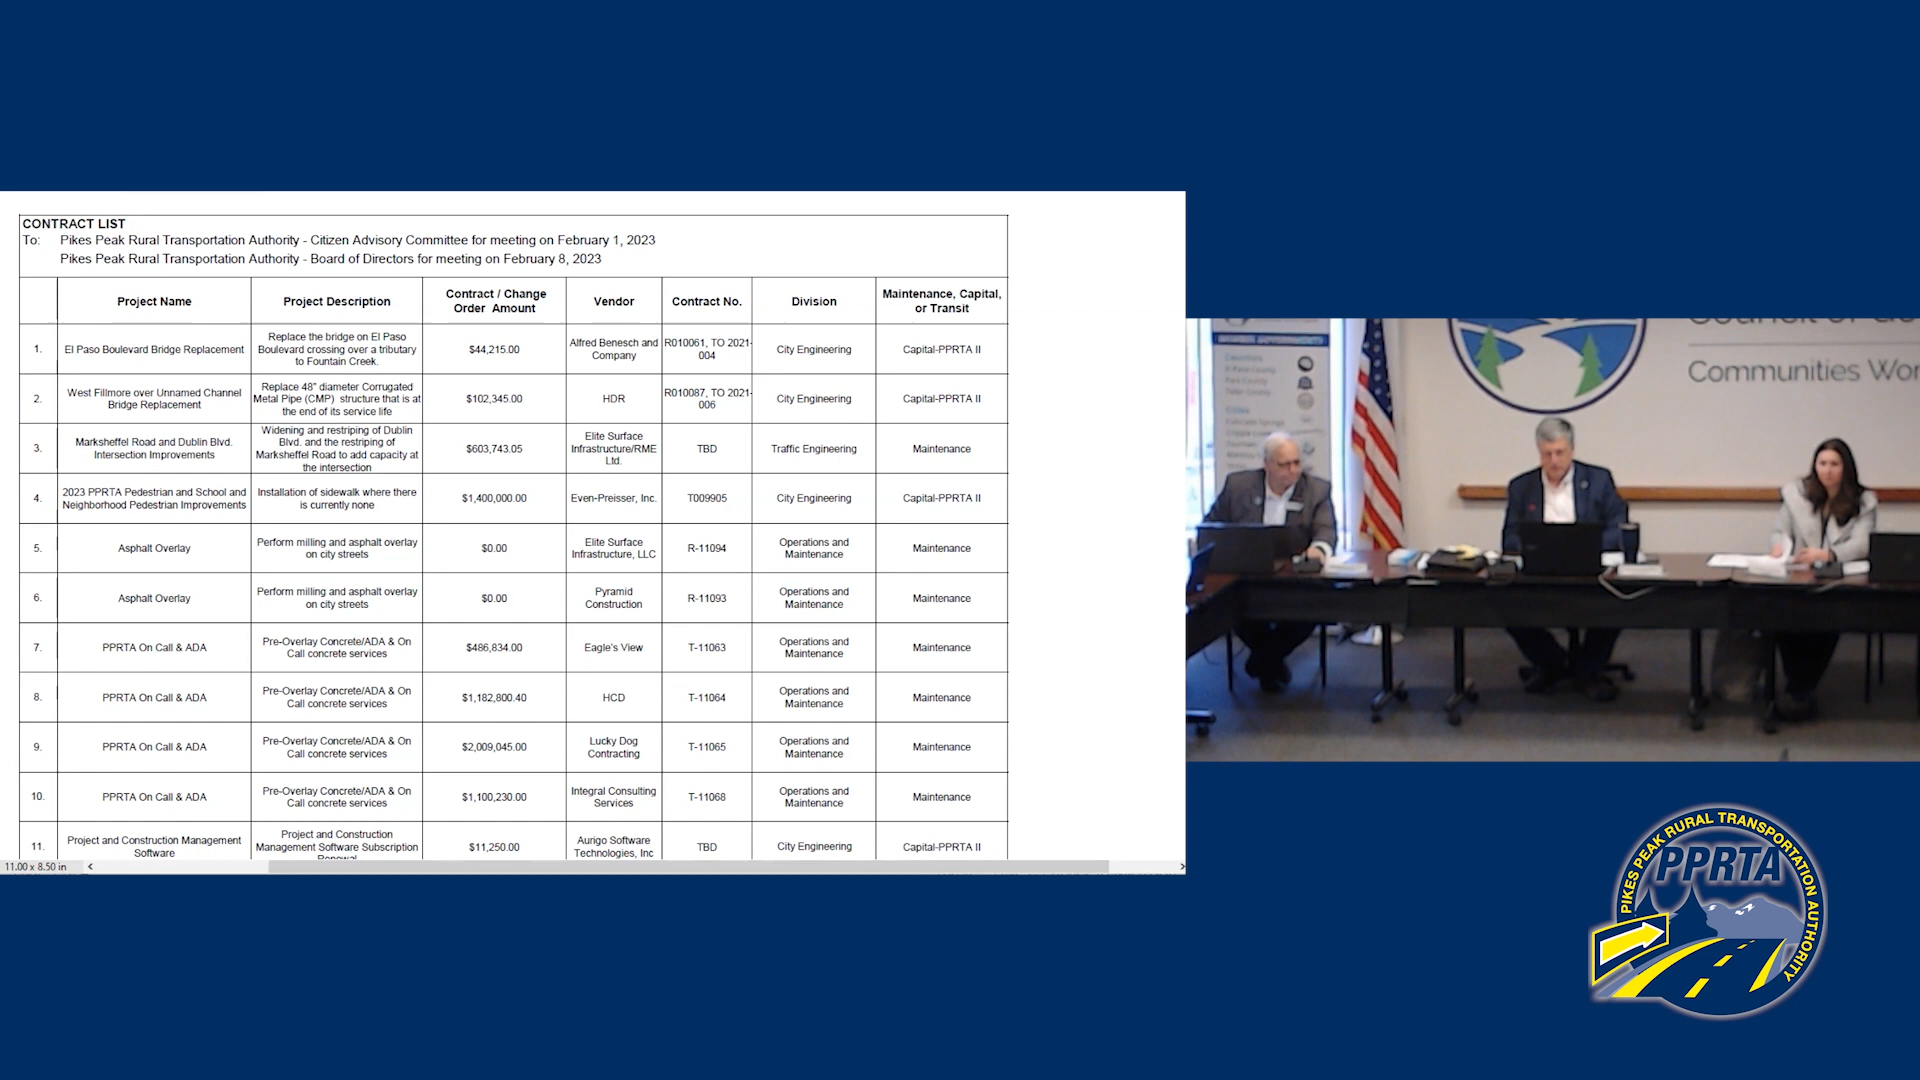 CONTRACT LIST
To: Pikes Peak Rural Transportation Authority - Citizen Advisory Committee for meeting on February 1, 2023
Pikes Peak Rural Transportation Authority - Board of Directors for meeting on February 8, 2023
Project Name Project Description Contract / Change Order Amount Vendor Contract No. Division Maintenance, Capital, or Transit
1. El Paso Boulevard Bridge Replacement Replace the bridge on El Paso Boulevard crossing over a tributary to Fountain Creek. $44,215.00 Alfred Benesch and Company R010061, TO 2021-004 City Engineering Capital-PPRTA II
2. West Fillmore over Unnamed Channel Bridge Replacement Replace 48" diameter Corrugated Metal Pipe (CMP) structure that is at the end of its service life $102,345.00 HDR R010087, TO 2021-006 City Engineering Capital-PPRTA II
3. Marksheffel Road and Dublin Blvd. Intersection Improvements Widening and restriping of Dublin Blvd. and the restriping of Marksheffel Road to add capacity at the intersection $603,743.05 Elite Surface Infrastructure/RME Ltd. TBD Traffic Engineering Maintenance
4. 2023 PPRTA Pedestrian and School and Neighborhood Pedestrian Improvements Installation of sidewalk where there is currently none $1,400,000.00 Even-Preisser, Inc. T009905 City Engineering Capital-PPRTA II
5. Asphalt Overlay Perform milling and asphalt overlay on city streets $0.00 Elite Surface Infrastructure, LLC R-11094 Operations and Maintenance Maintenance
6. Asphalt Overlay Perform milling and asphalt overlay on city streets $0.00 Pyramid Construction R-11093 Operations and Maintenance Maintenance
7. PPRTA On Call & ADA Pre-Overlay Concrete/ADA & On Call concrete services $486,834.00 Eagle's View T-11063 Operations and Maintenance Maintenance
8. PPRTA On Call & ADA Pre-Overlay Concrete/ADA & On Call concrete services $1,182,800.40 HCD T-11064 Operations and Maintenance Maintenance
9. PPRTA On Call & ADA Pre-Overlay Concrete/ADA & On Call concrete services $2,009,045.00 Lucky Dog Contracting T-11065 Operations and Maintenance Maintenance
10. PPRTA On Call & ADA Pre-Overlay Concrete/ADA & On Call concrete services $1,100,230.00 Integral Consulting Services T-11068 Operations and Maintenance Maintenance
11. Project and Construction Management Software Project and Construction Management Software Subscription Renewal $11,250.00 Aurigo Software Technologies, Inc TBD City Engineering Capital-PPRTA II
11.00 x 8.50 in
Communities Wor
PIKES PEAK RURAL TRANSPORTATION AUTHORITY
PPRTA